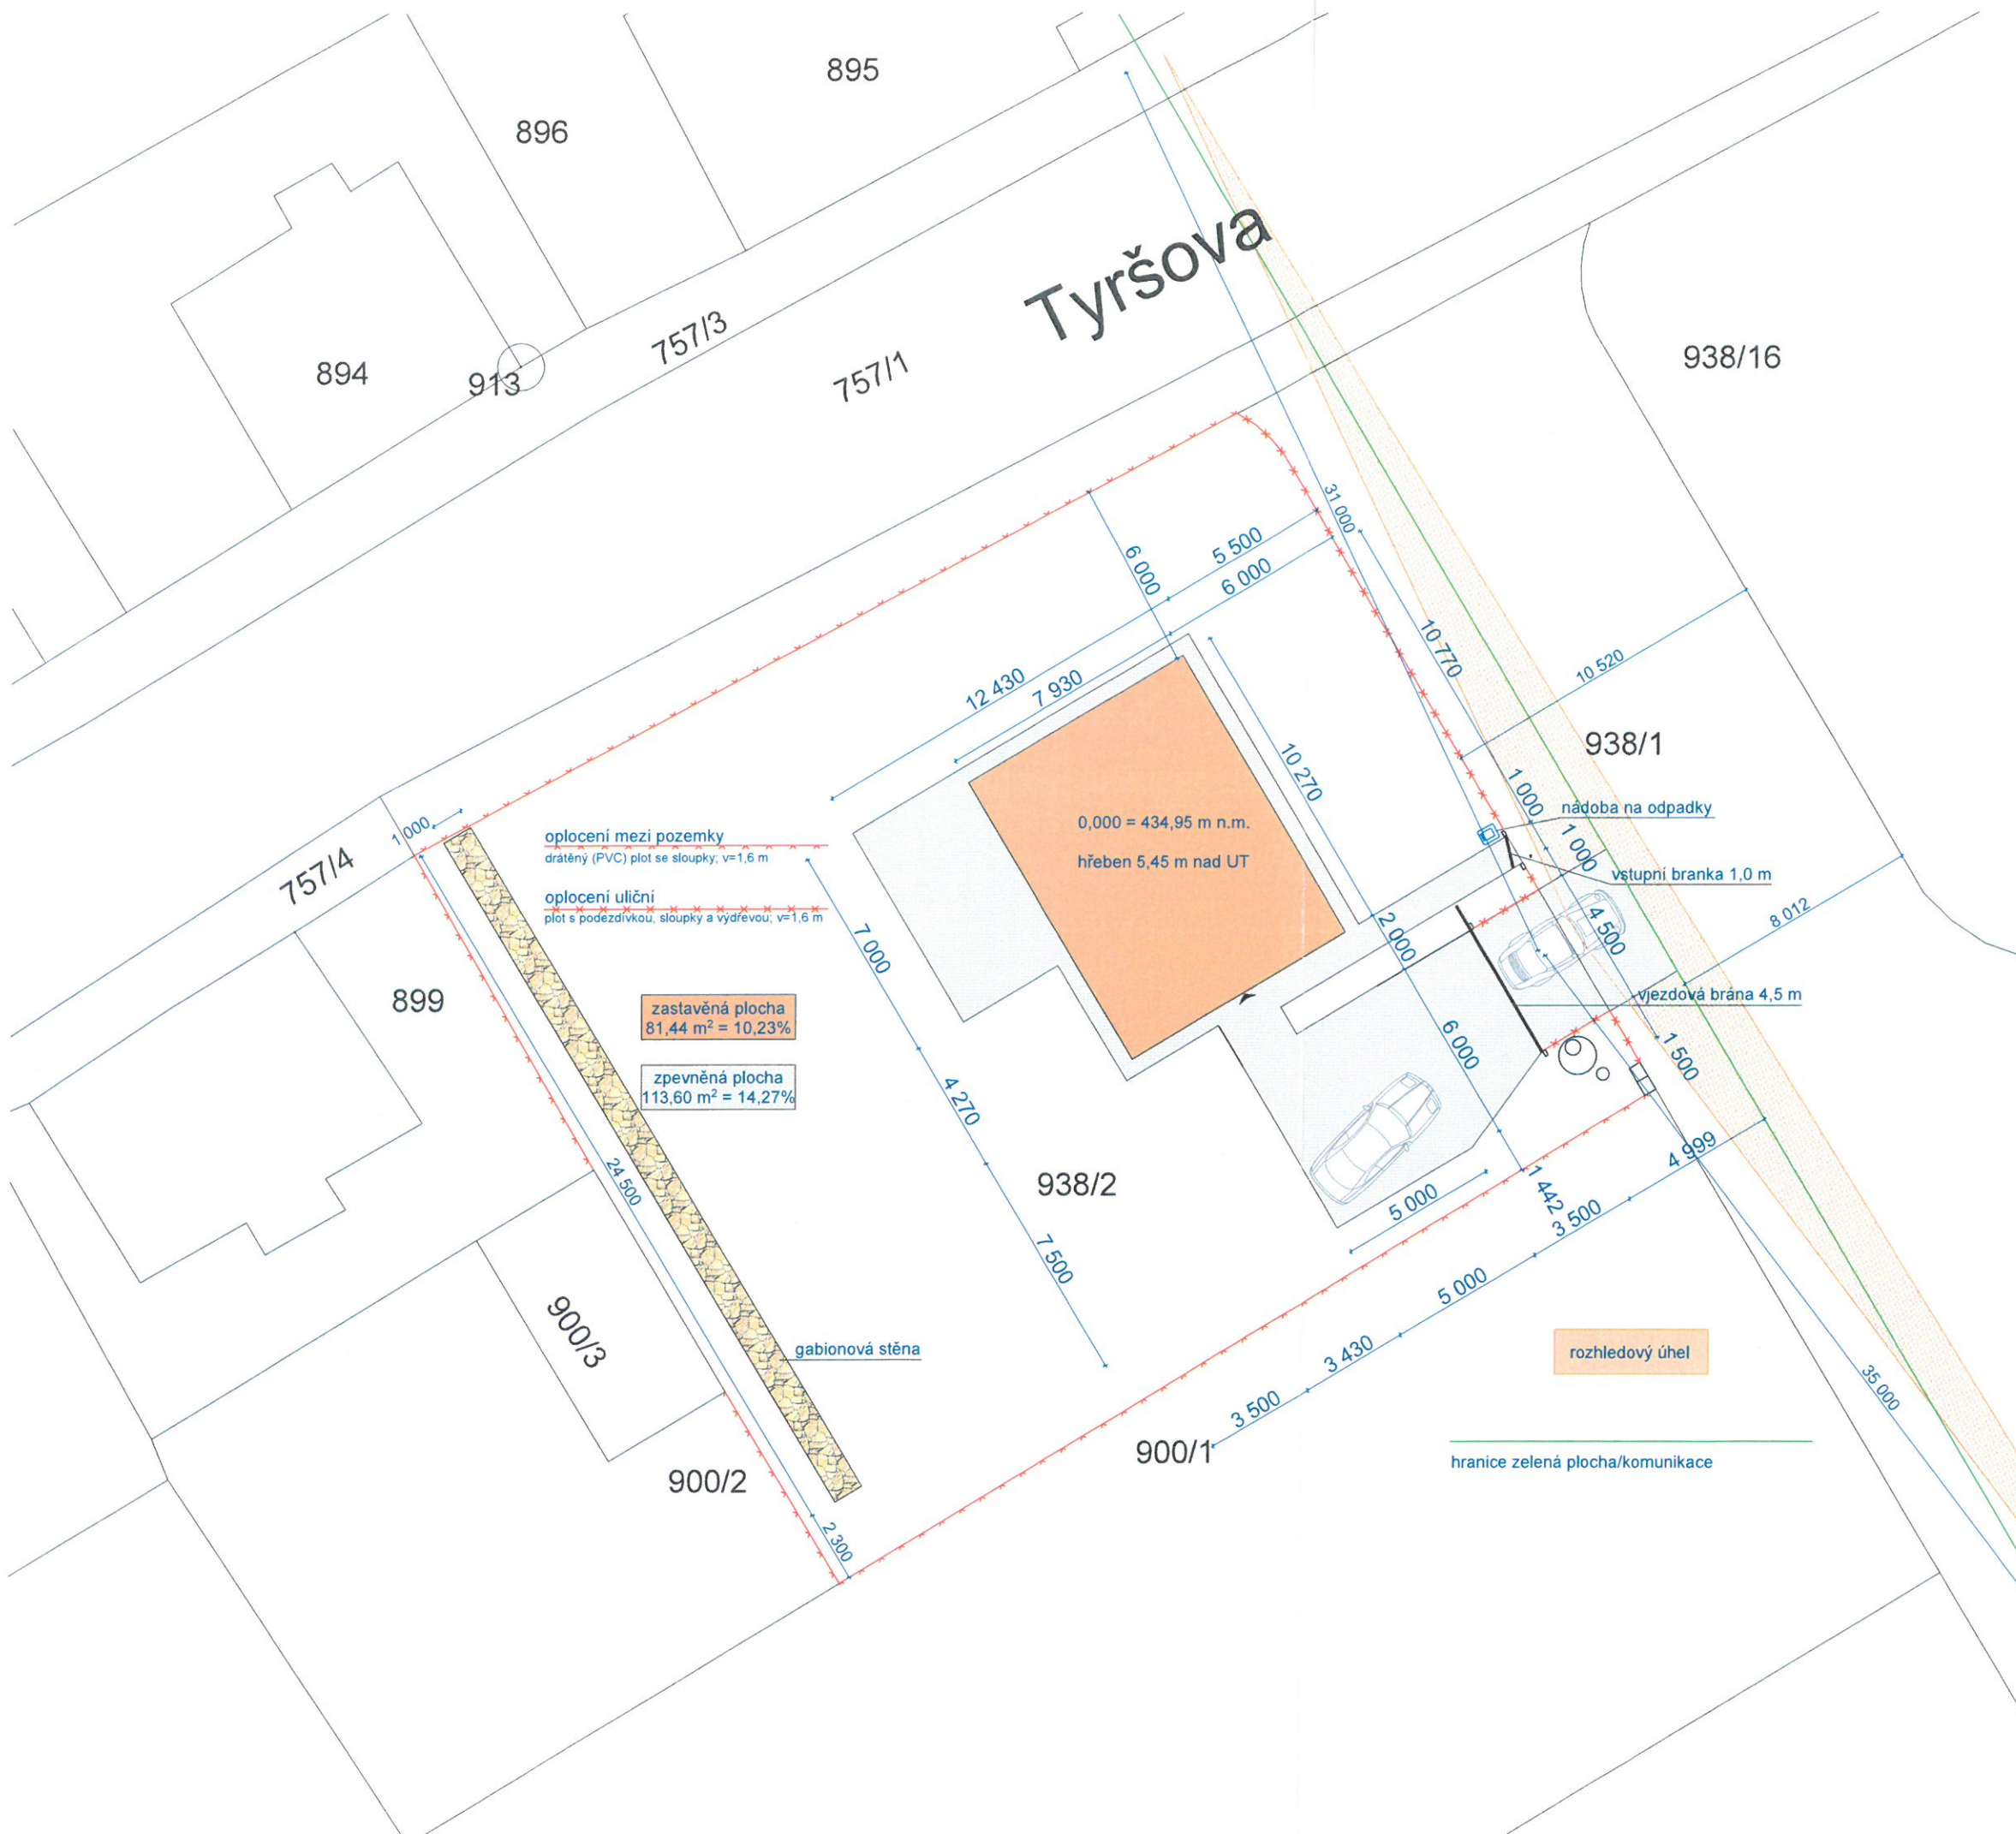 895
896
Tyršova
757/3
938/16
894
913
757/1
31 000
5 500
6 000
6 000
10 770
10 520
12 430
7 930
938/1
10 270
1 000
nádoba na odpadky
1 000
0,000 = 434,95 m n.m.
hřeben 5,45 m nad UT
1 000
vstupní branka 1,0 m
757/4
oplocení mezi pozemky
drátěný (PVC) plot se sloupky; v=1,6 m
oplocení uliční
plot s podezdívkou, sloupky a výdřevou; v=1,6 m
7 000
2 000
4 500
8 012
899
zastavěná plocha
81,44 m² = 10,23%
vjezdová brána 4,5 m
6 000
1 500
zpevněná plocha
113,60 m² = 14,27%
4 270
24 500
938/2
4 999
5 000
1 442
3 500
7 500
5 000
900/3
gabionová stěna
3 430
rozhledový úhel
35 000
3 500
900/1
900/2
hranice zelená plocha/komunikace
2 300